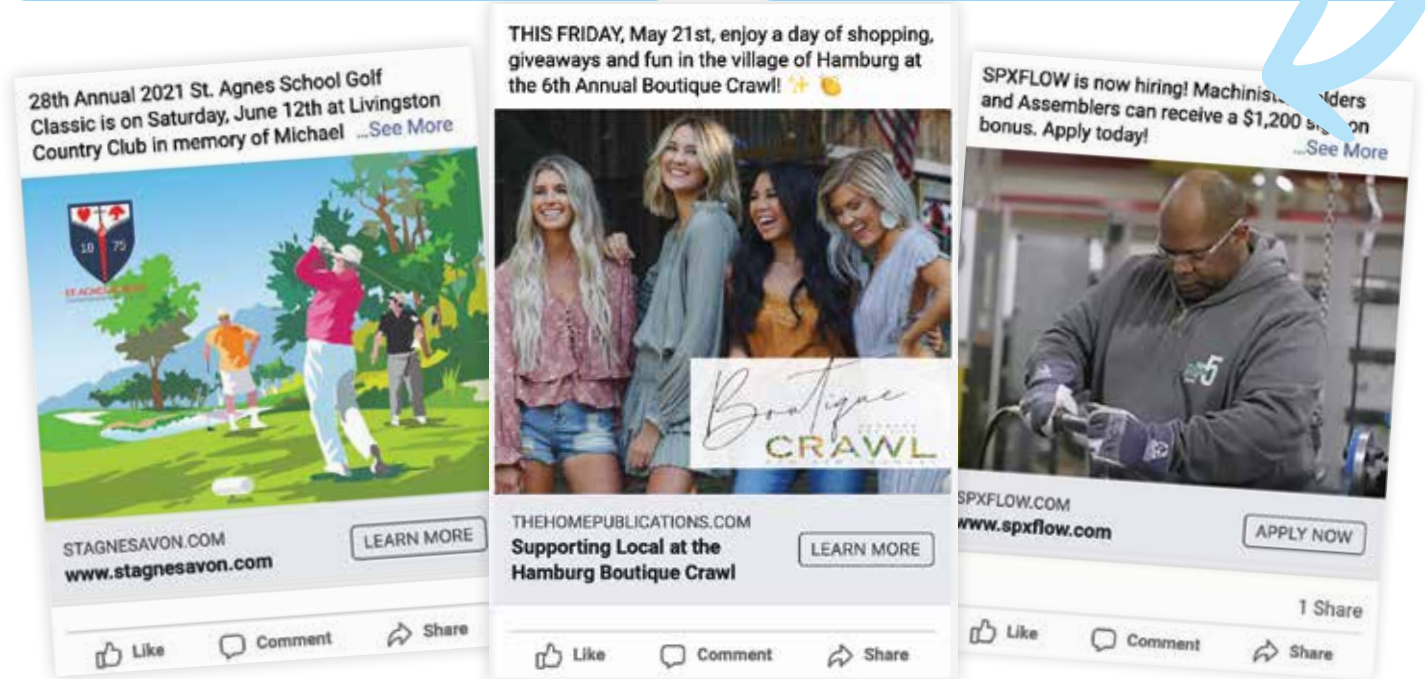 28th Annual 2021 St. Agnes School Golf
Classic is on Saturday, June 12th at Livingston
Country Club in memory of Michael ...See More
18 75
STAGNESAVON.COM
www.stagnesavon.com
LEARN MORE
Like
Comment
Share
THIS FRIDAY, May 21st, enjoy a day of shopping,
giveaways and fun in the village of Hamburg at
the 6th Annual Boutique Crawl! ✨ 👏
Boutique
CRAWL
THEHOMEPUBLICATIONS.COM
Supporting Local at the
Hamburg Boutique Crawl
LEARN MORE
Like
Comment
Share
SPXFLOW is now hiring! Machinists,
and Assemblers can receive a $1,200 on
bonus. Apply today!
...See More
5
SPXFLOW.COM
www.spxflow.com
APPLY NOW
1 Share
Like
Comment
Share